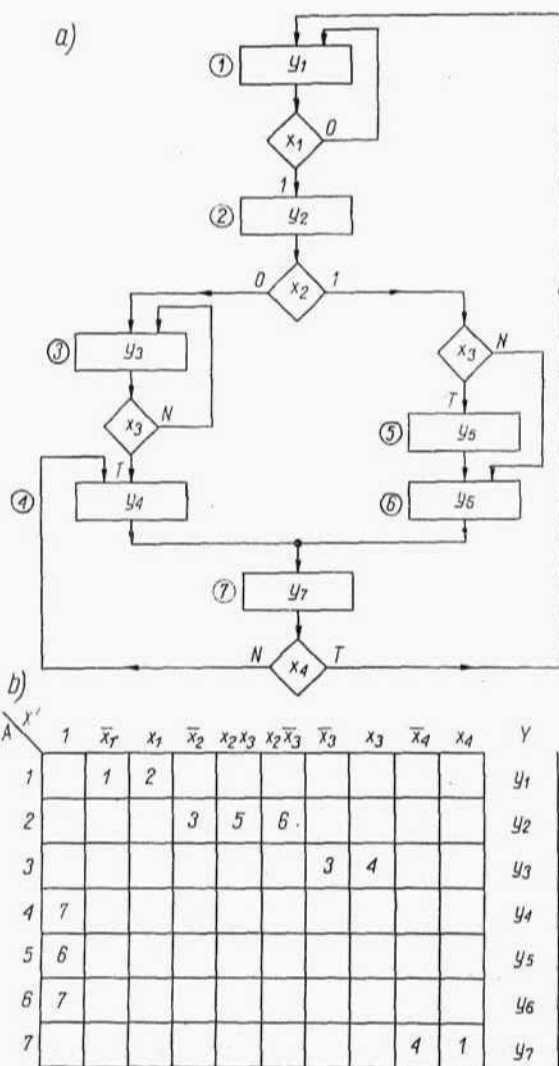 a)
① y1
x1 0
1
② y2
0 x2 1
③ y3 x3 N
x3 N T
⑤ y5
T
④ y4 ⑥ y6
⑦ y7
N x4 T
b)
A X' 1 x̅T x1 x̅2 x2x3 x2x̅3 x̅3 x3 x̅4 x4 Y
1 1 2 y1
2 3 5 6 y2
3 3 4 y3
4 7 y4
5 6 y5
6 7 y6
7 4 1 y7